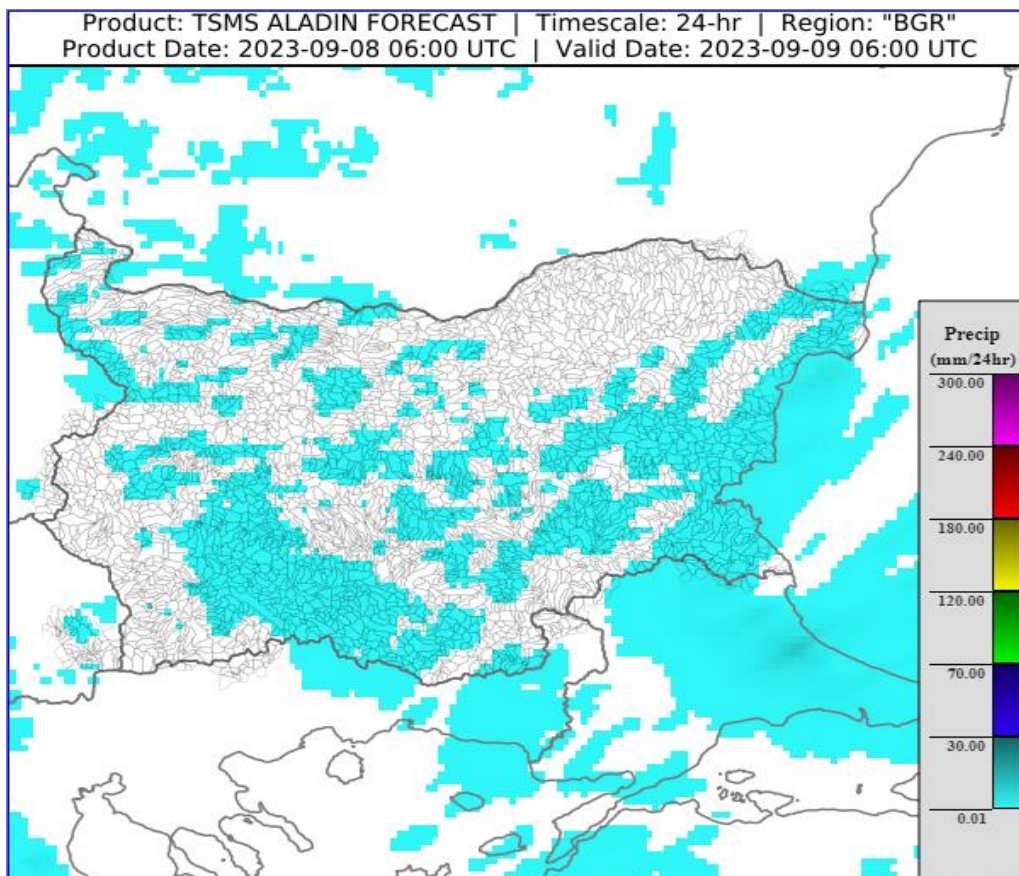 Product: TSMS ALADIN FORECAST | Timescale: 24-hr | Region: "BGR"
Product Date: 2023-09-08 06:00 UTC | Valid Date: 2023-09-09 06:00 UTC
Precip
(mm/24hr)
300.00
240.00
180.00
120.00
70.00
30.00
0.01